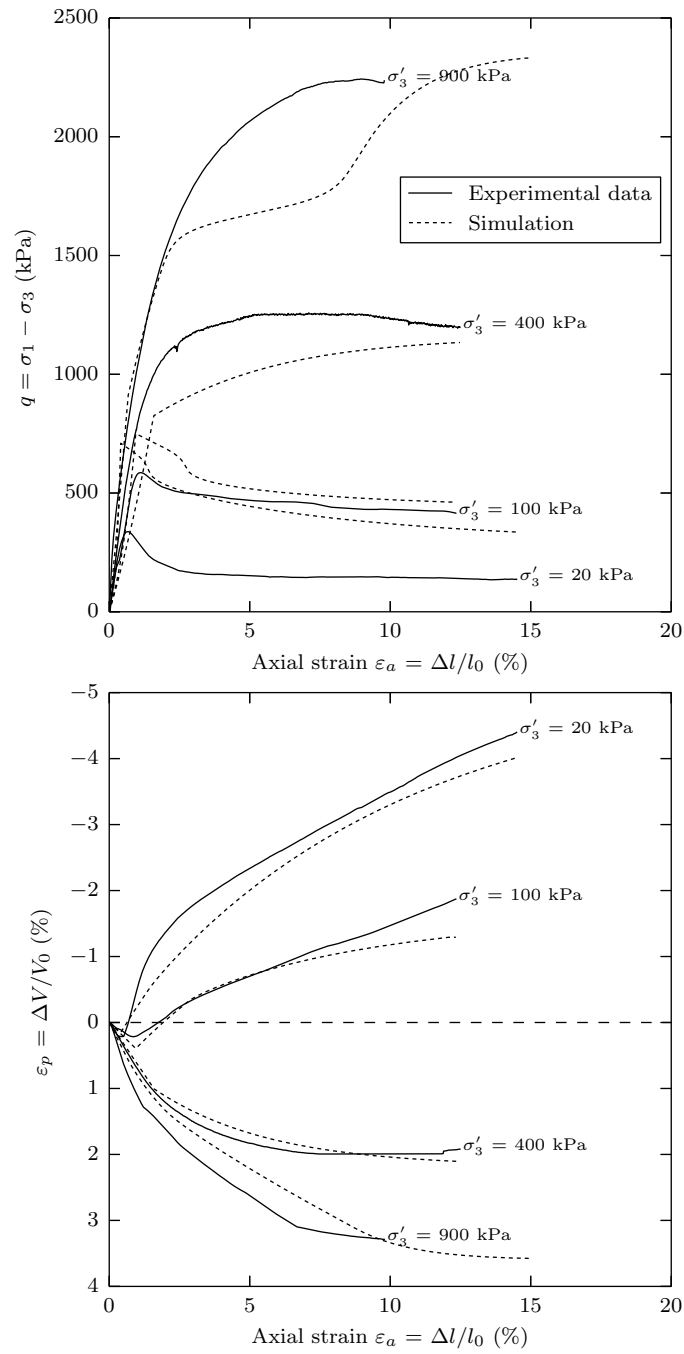 2500
2000
1500
1000
500
0
q = σ₁ − σ₃ (kPa)
σ′₃ = 900 kPa
Experimental data
Simulation
σ′₃ = 400 kPa
σ′₃ = 100 kPa
σ′₃ = 20 kPa
0 5 10 15 20
Axial strain εₐ = Δl/l₀ (%)
−5
−4
−3
−2
−1
0
1
2
3
4
εₚ = ΔV/V₀ (%)
σ′₃ = 20 kPa
σ′₃ = 100 kPa
σ′₃ = 400 kPa
σ′₃ = 900 kPa
0 5 10 15 20
Axial strain εₐ = Δl/l₀ (%)